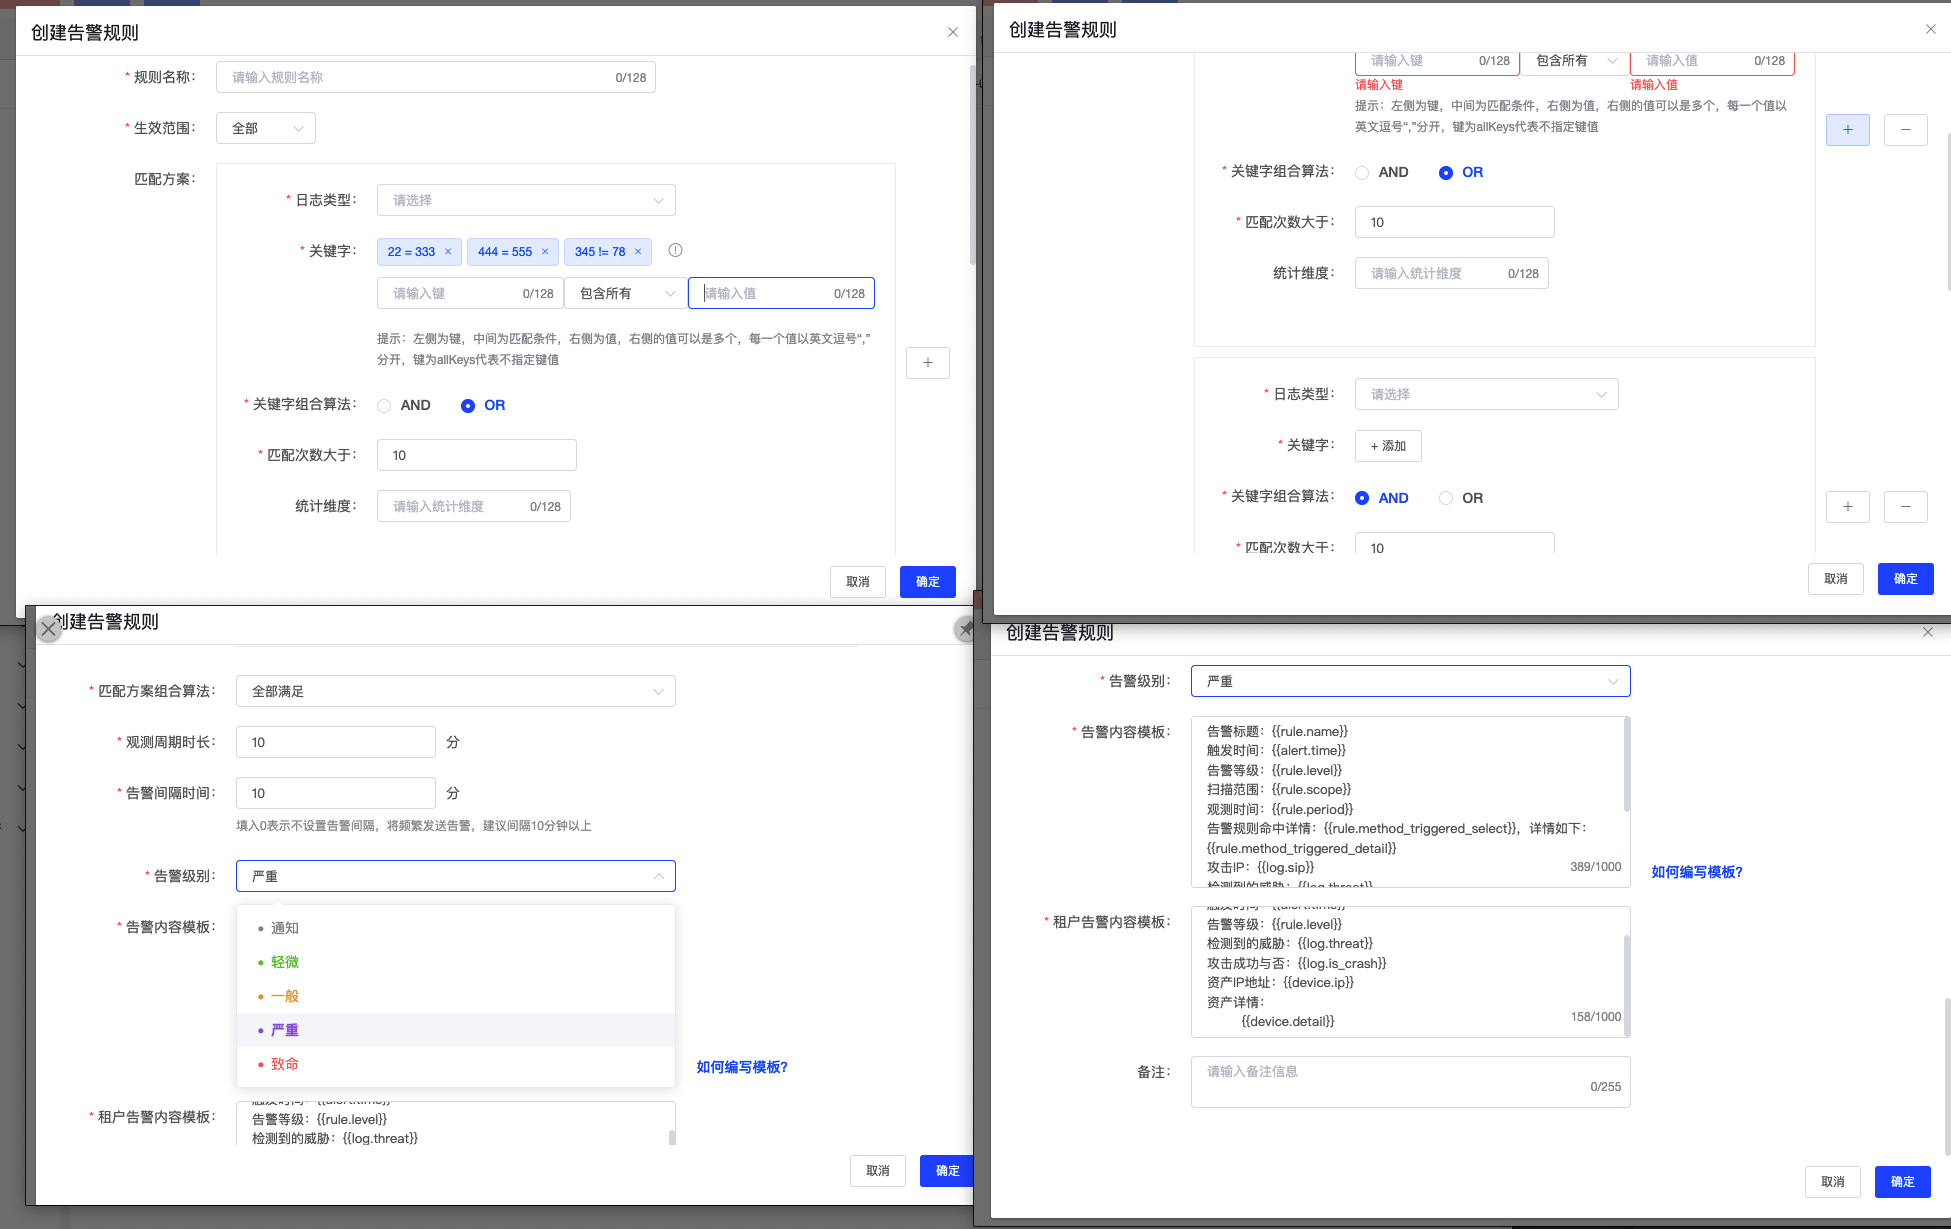 创建告警规则
* 规则名称：
请输入规则名称 0/128
* 生效范围：
全部
匹配方案：
* 日志类型：
请选择
* 关键字：
22 = 333 ×
444 = 555 ×
345 != 78 ×
请输入键 0/128
包含所有
请输入值 0/128
提示：左侧为键，中间为匹配条件，右侧为值，右侧的值可以是多个，每一个值以英文逗号“,”
分开，键为allKeys代表不指定键值
* 关键字组合算法：
AND
OR
* 匹配次数大于：
10
统计维度：
请输入统计维度 0/128
取消
确定
创建告警规则
请输入键 0/128
包含所有
请输入值 0/128
请输入键
请输入值
提示：左侧为键，中间为匹配条件，右侧为值，右侧的值可以是多个，每一个值以
英文逗号“,”分开，键为allKeys代表不指定键值
* 关键字组合算法：
AND
OR
* 匹配次数大于：
10
统计维度：
请输入统计维度 0/128
* 日志类型：
请选择
* 关键字：
+ 添加
* 关键字组合算法：
AND
OR
* 匹配次数大于：
10
取消
确定
创建告警规则
* 匹配方案组合算法：
全部满足
* 观测周期时长：
10
分
* 告警间隔时间：
10
分
填入0表示不设置告警间隔，将频繁发送告警，建议间隔10分钟以上
* 告警级别：
严重
* 告警内容模板：
通知
轻微
一般
严重
致命
如何编写模板?
* 租户告警内容模板：
触发时间：{{alert.time}}
告警等级：{{rule.level}}
检测到的威胁：{{log.threat}}
取消
确定
创建告警规则
* 告警级别：
严重
* 告警内容模板：
告警标题：{{rule.name}}
触发时间：{{alert.time}}
告警等级：{{rule.level}}
扫描范围：{{rule.scope}}
观测时间：{{rule.period}}
告警规则命中详情：{{rule.method_triggered_select}}，详情如下：
{{rule.method_triggered_detail}}
攻击IP：{{log.sip}}
检测到的威胁：{{log.threat}}
389/1000
如何编写模板?
* 租户告警内容模板：
触发时间：{{alert.time}}
告警等级：{{rule.level}}
检测到的威胁：{{log.threat}}
攻击成功与否：{{log.is_crash}}
资产IP地址：{{device.ip}}
资产详情：
{{device.detail}}
158/1000
备注：
请输入备注信息
0/255
取消
确定